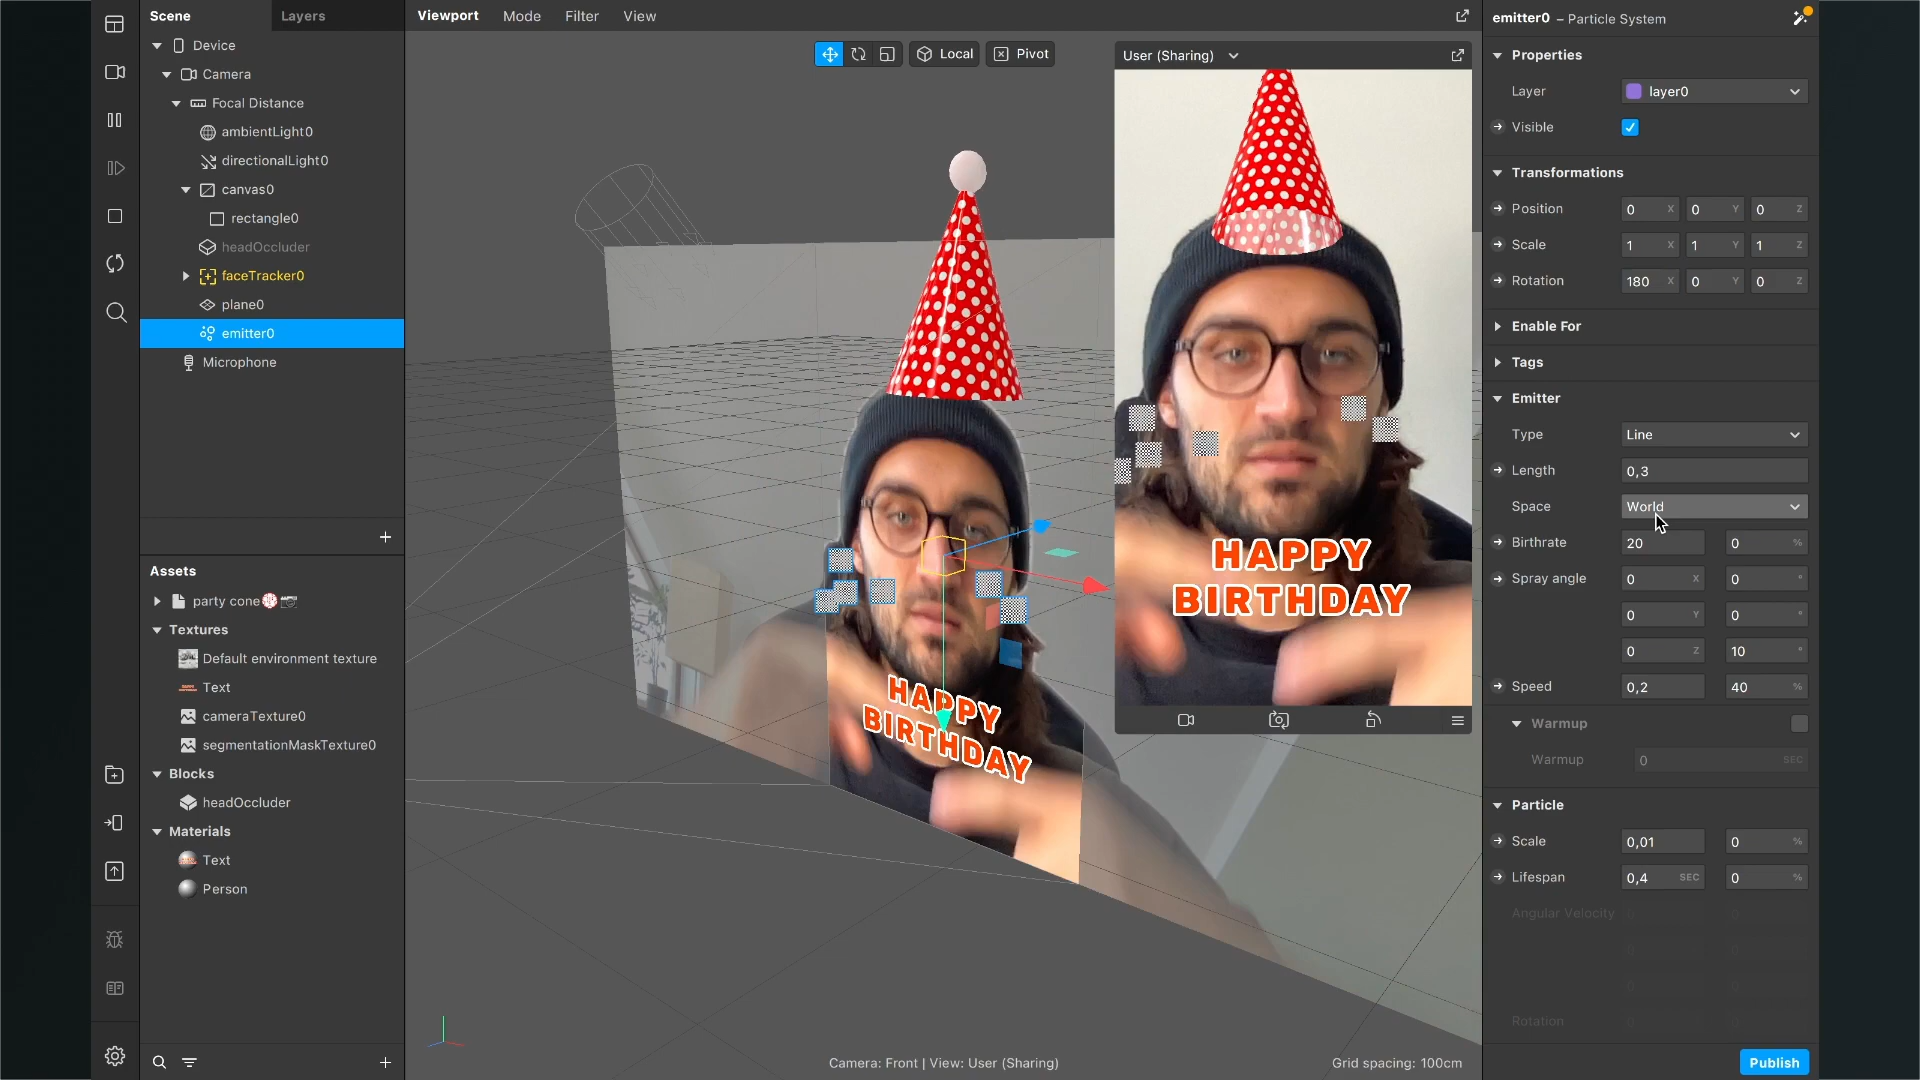 Scene
Layers
Device
Camera
Focal Distance
ambientLight0
directionalLight0
canvas0
rectangle0
headOccluder
faceTracker0
plane0
emitter0
Microphone
Assets
party cone
Textures
Default environment texture
Text
cameraTexture0
segmentationMaskTexture0
Blocks
headOccluder
Materials
Text
Person
Viewport Mode Filter View
Local Pivot
User (Sharing)
HAPPY
BIRTHDAY
HAPPY
BIRTHDAY
Camera: Front | View: User (Sharing)
Grid spacing: 100cm
emitter0 – Particle System
Properties
Layer layer0
Visible
Transformations
Position 0 X 0 Y 0 Z
Scale 1 X 1 Y 1 Z
Rotation 180 X 0 Y 0 Z
Enable For
Tags
Emitter
Type Line
Length 0,3
Space World
Birthrate 20 0 %
Spray angle 0 X 0 °
0 Y 0 °
0 Z 10 °
Speed 0,2 40 %
Warmup
Warmup 0 SEC
Particle
Scale 0,01 0 %
Lifespan 0,4 SEC 0 %
Angular Velocity
Rotation
Publish